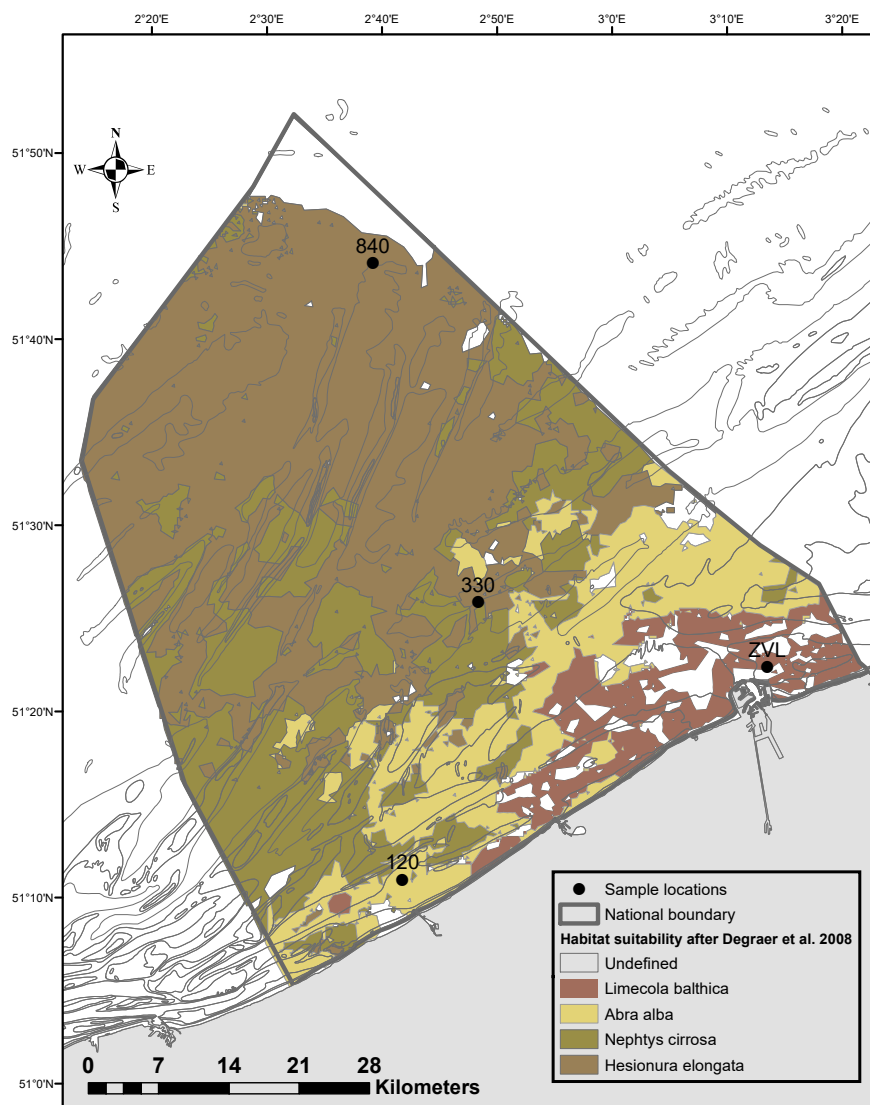 2°20'E 2°30'E 2°40'E 2°50'E 3°0'E 3°10'E 3°20'E
51°50'N
N
W E
S
840
51°40'N
51°30'N
330
ZVL
51°20'N
120
51°10'N
Sample locations
National boundary
Habitat suitability after Degraer et al. 2008
Undefined
Limecola balthica
Abra alba
Nephtys cirrosa
Hesionura elongata
51°0'N
0 7 14 21 28
Kilometers